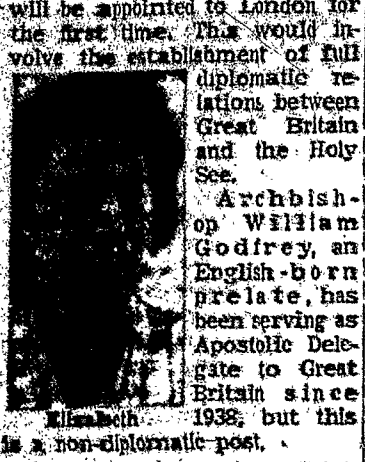 will be appointed to London for
the first time. This would in-
volve the establishment of full
diplomatic re-
lations between
Great Britain
and the Holy
See.
Archbish-
op William
Godfrey, an
English-born
prelate, has
been serving as
Apostolic Dele-
gate to Great
Britain since
1938, but this
Elizabeth
is a non-diplomatic post.